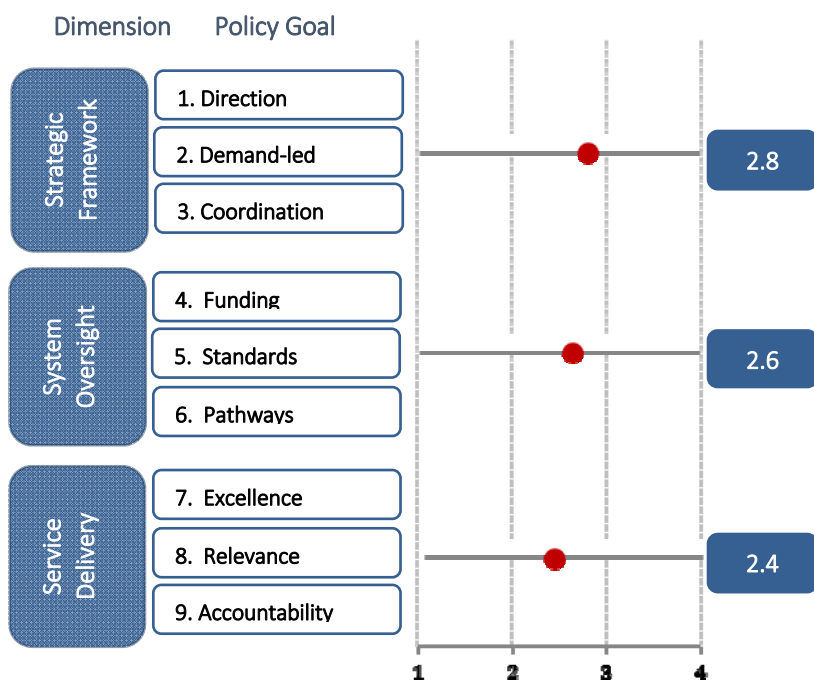 Dimension Policy Goal
Strategic
Framework
1. Direction
2. Demand-led
3. Coordination
2.8
System
Oversight
4. Funding
5. Standards
6. Pathways
2.6
Service
Delivery
7. Excellence
8. Relevance
9. Accountability
2.4
1 2 3 4